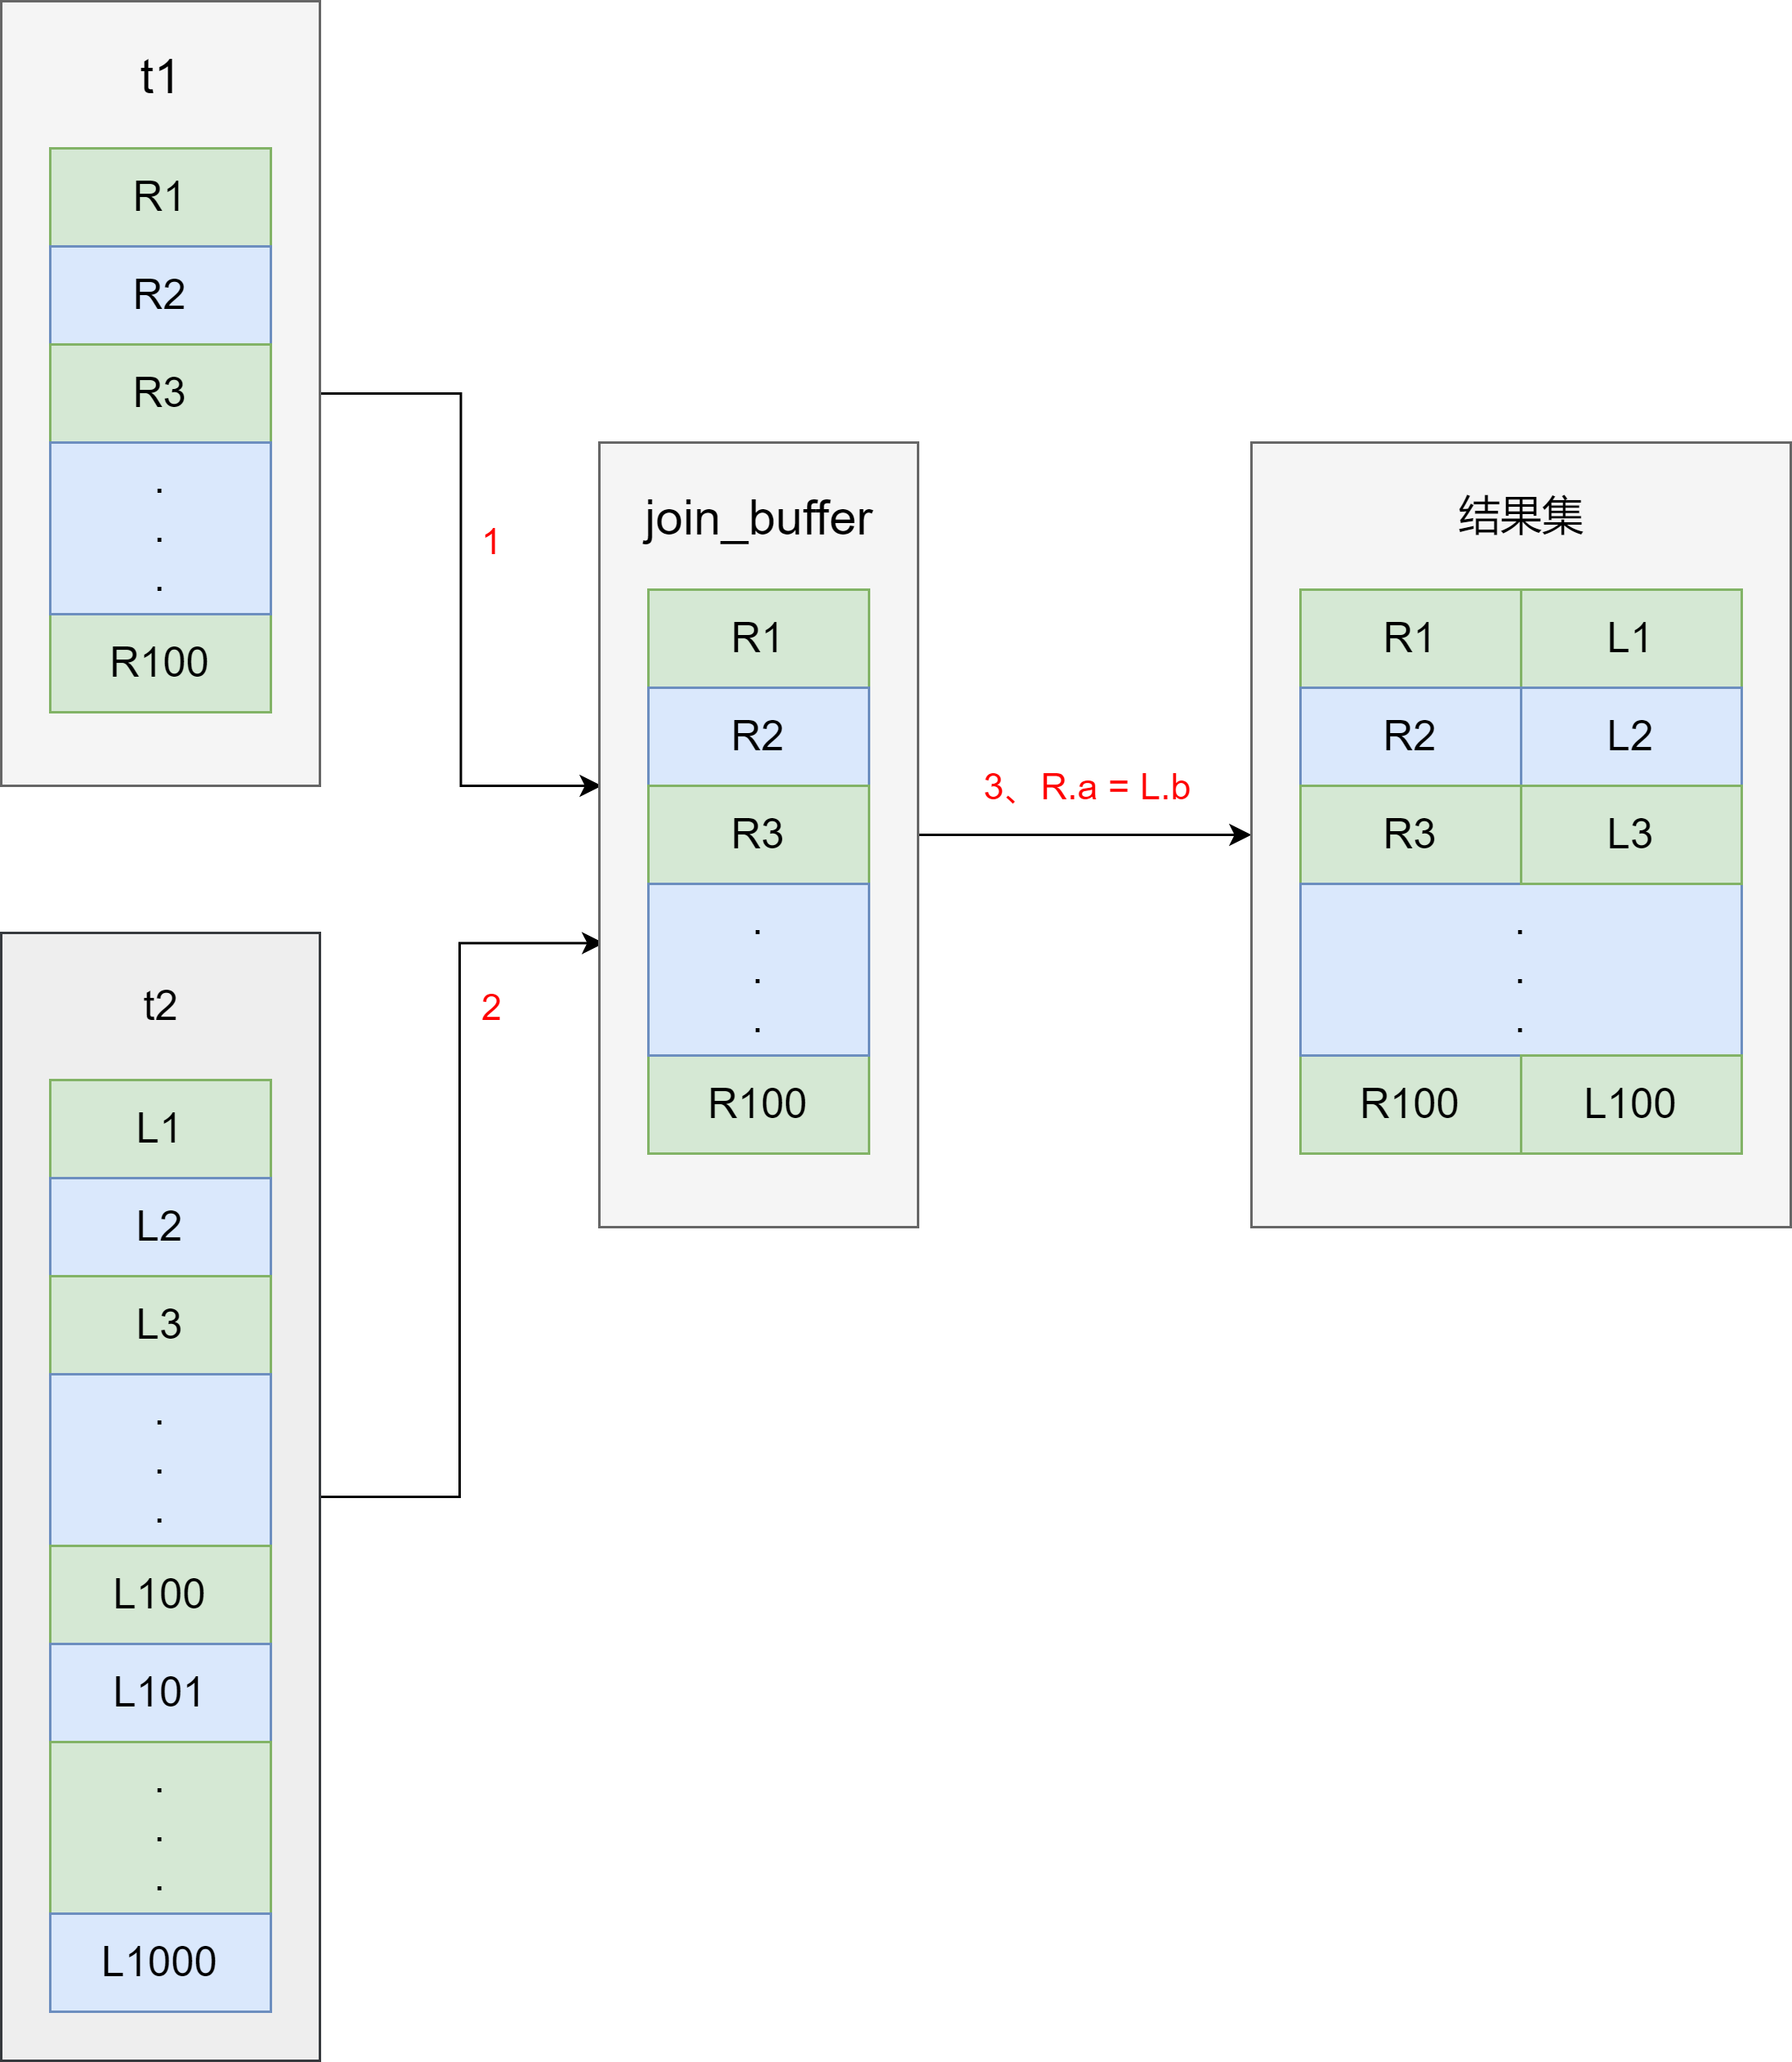 t1
R1
R2
R3
.
.
.
R100
1
t2
L1
L2
L3
.
.
.
L100
L101
.
.
.
L1000
2
join_buffer
R1
R2
R3
.
.
.
R100
3、R.a = L.b
结果集
R1 L1
R2 L2
R3 L3
.
.
.
R100 L100